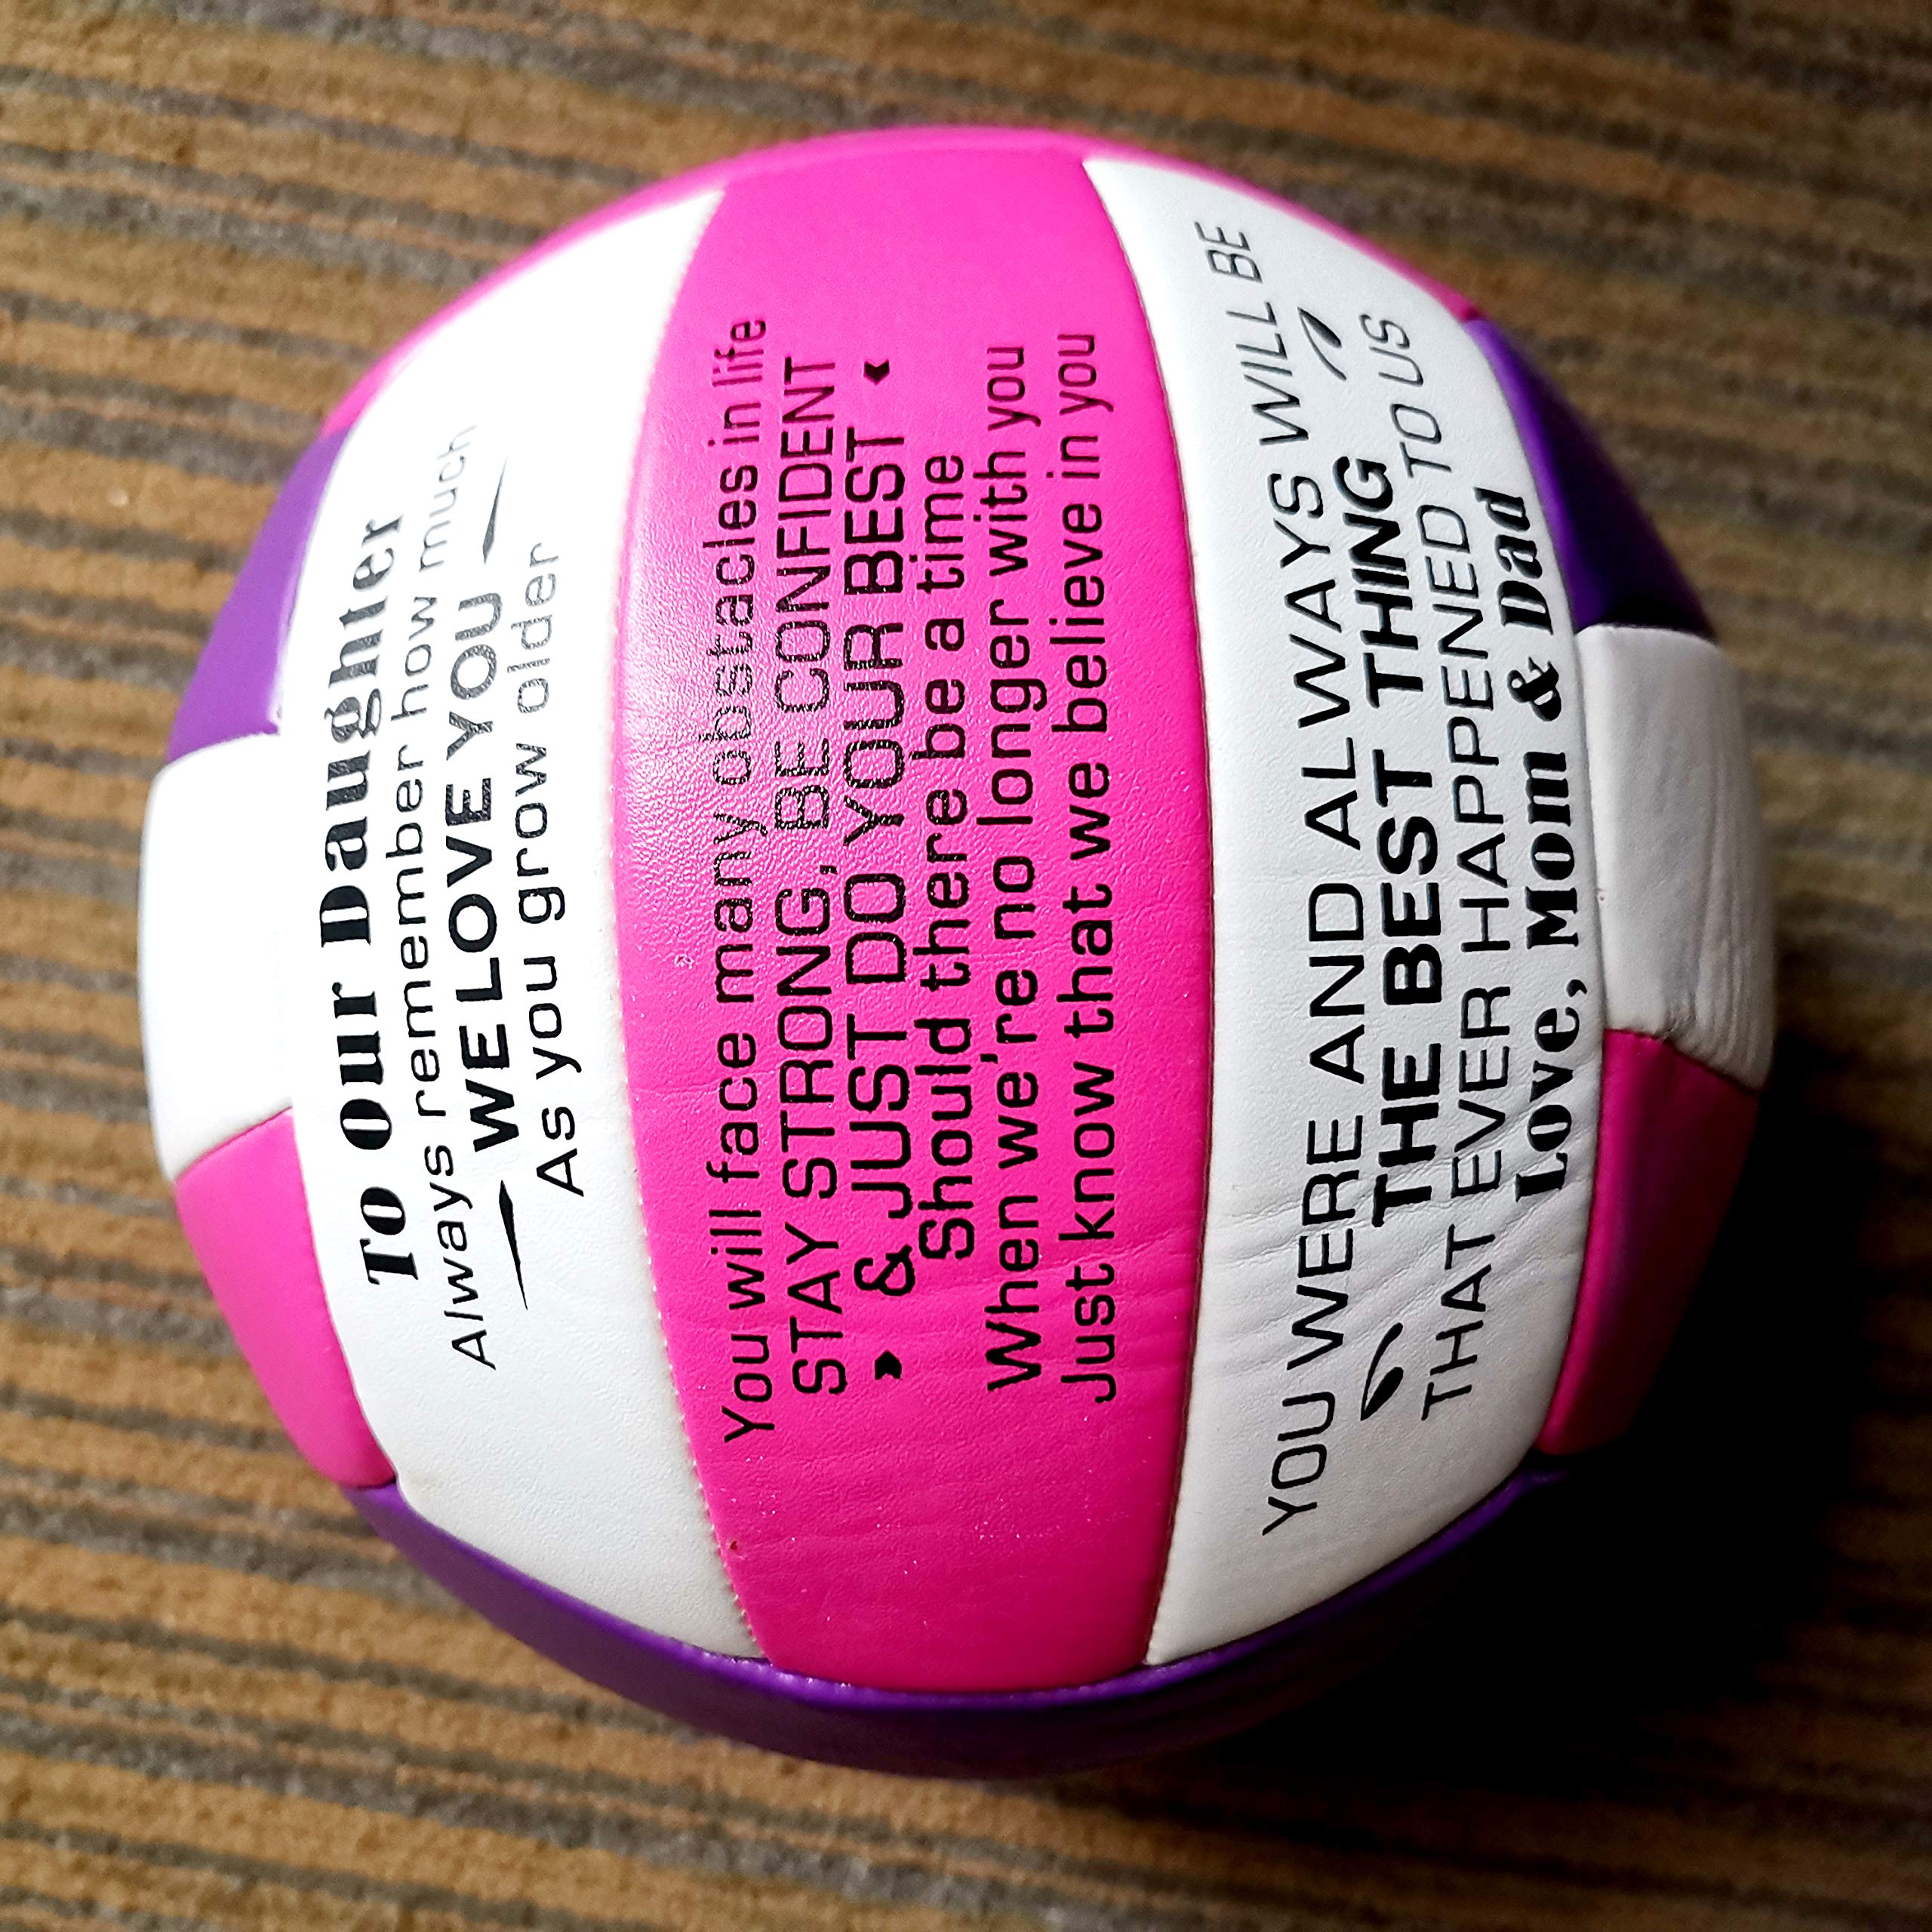 To Our Daughter
Always remember how much
WE LOVE YOU
As you grow older
You will face many obstacles in life
STAY STRONG, BE CONFIDENT
& JUST DO YOUR BEST
Should there be a time
When we're no longer with you
Just know that we believe in you
YOU WERE AND ALWAYS WILL BE
THE BEST THING
THAT EVER HAPPENED TO US
Love, Mom & Dad